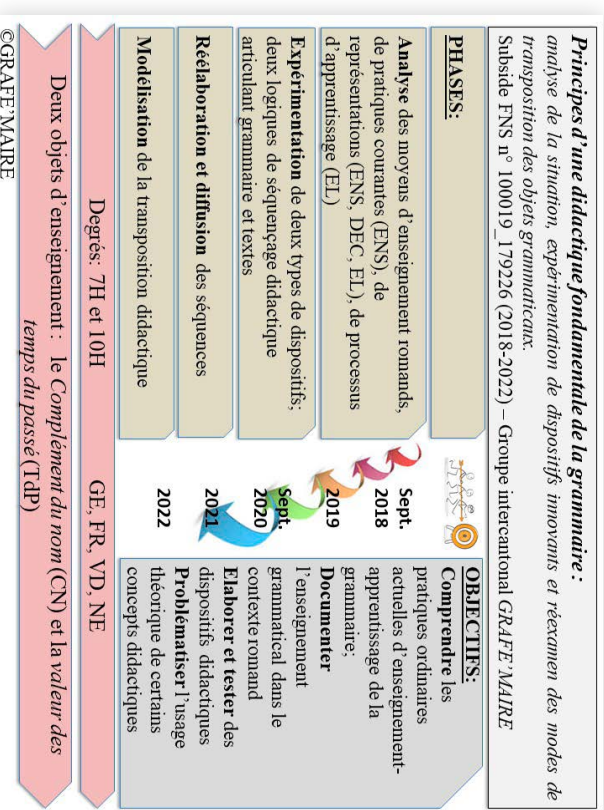 Principes d'une didactique fondamentale de la grammaire :
analyse de la situation, expérimentation de dispositifs innovants et réexamen des modes de
transposition des objets grammaticaux.
Subside FNS n° 100019_179226 (2018-2022) – Groupe intercantonal GRAFE'MAIRE
PHASES:
Analyse des moyens d'enseignement romands,
de pratiques courantes (ENS), de
représentations (ENS, DEC, EL), de processus
d'apprentissage (EL)
Expérimentation de deux types de dispositifs;
deux logiques de séquençage didactique
articulant grammaire et textes
Réélaboration et diffusion des séquences
Modélisation de la transposition didactique
Sept.
2018
2019
Sept.
2020
2021
2022
OBJECTIFS:
Comprendre les
pratiques ordinaires
actuelles d'enseignement-
apprentissage de la
grammaire;
Documenter
l'enseignement
grammatical dans le
contexte romand
Elaborer et tester des
dispositifs didactiques
Problématiser l'usage
théorique de certains
concepts didactiques
Degrés: 7H et 10H GE, FR, VD, NE
Deux objets d'enseignement : le Complément du nom (CN) et la valeur des
temps du passé (TdP)
©GRAFE'MAIRE